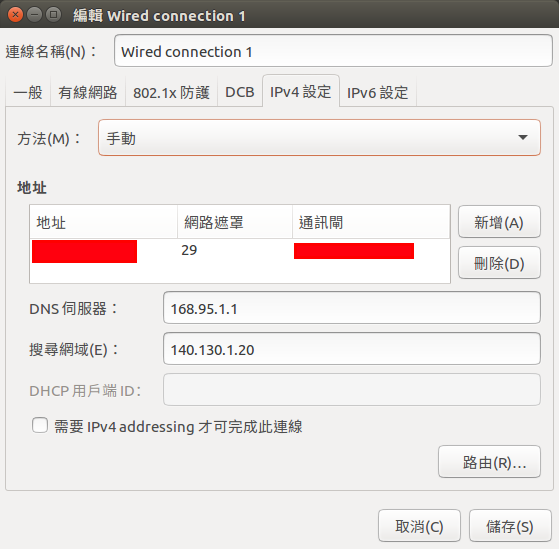 編輯 Wired connection 1
連線名稱(N)： Wired connection 1
一般 有線網路 802.1x 防護 DCB IPv4 設定 IPv6 設定
方法(M)： 手動
地址
地址 網路遮罩 通訊閘 新增(A)
29
刪除(D)
DNS 伺服器： 168.95.1.1
搜尋網域(E)： 140.130.1.20
DHCP 用戶端 ID：
需要 IPv4 addressing 才可完成此連線
路由(R)...
取消(C) 儲存(S)